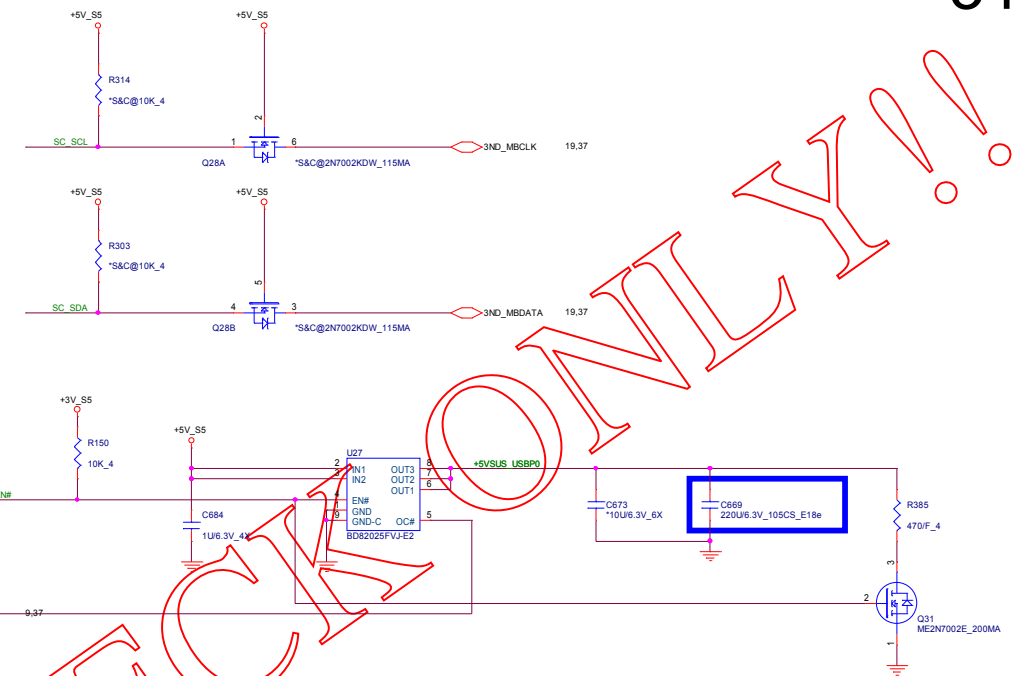 +5V_S5 +5V_S5
R314
*S&C@10K_4
2
SC_SCL 1 6 3ND_MBCLK 19,37
Q28A *S&C@2N7002KDW_115MA
+5V_S5 +5V_S5
R303
*S&C@10K_4
5
SC_SDA 4 3 3ND_MBDATA 19,37
Q28B *S&C@2N7002KDW_115MA
+3V_S5
R150
10K_4
+5V_S5
U27
2 IN1 OUT3 8 +5VSUS_USBP0
3 IN2 OUT2 7
OUT1 6
N# 4 EN#
1 GND
9 GND-C OC# 5
BD82025FVJ-E2
C684
1U/6.3V_4X
C673
*10U/6.3V_6X
C669
220U/6.3V_105CS_E18e
R385
470/F_4
3
2
Q31
ME2N7002E_200MA
1
9,37
ECK ONLY!!